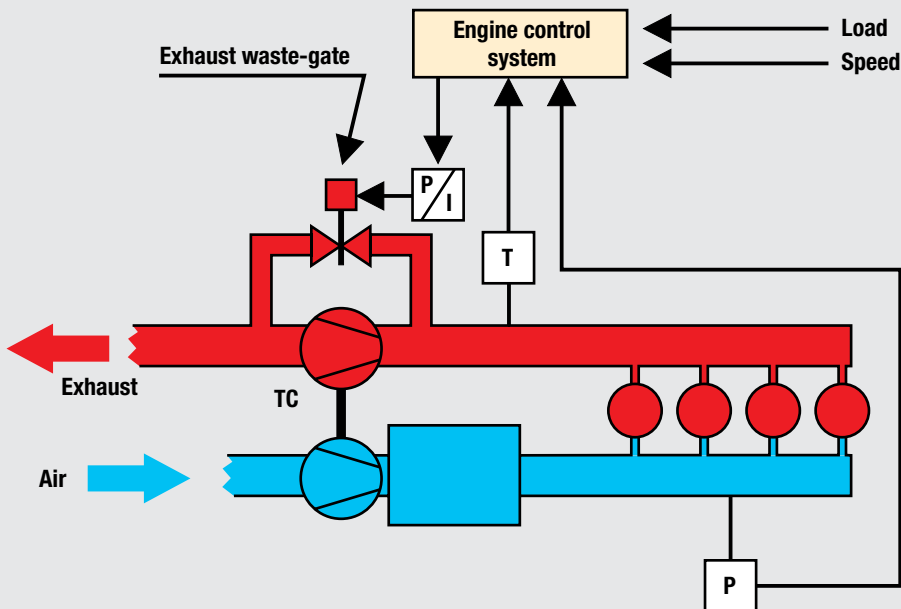 Engine control
system
Load
Speed
Exhaust waste-gate
P
I
T
Exhaust
TC
Air
P